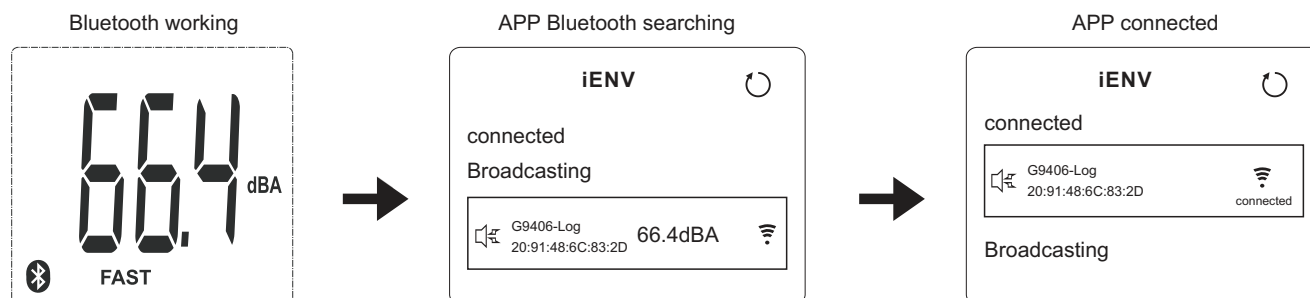 Bluetooth working
66.4
dBA
FAST
APP Bluetooth searching
iENV
connected
Broadcasting
G9406-Log
20:91:48:6C:83:2D
66.4dBA
APP connected
iENV
connected
G9406-Log
20:91:48:6C:83:2D
connected
Broadcasting